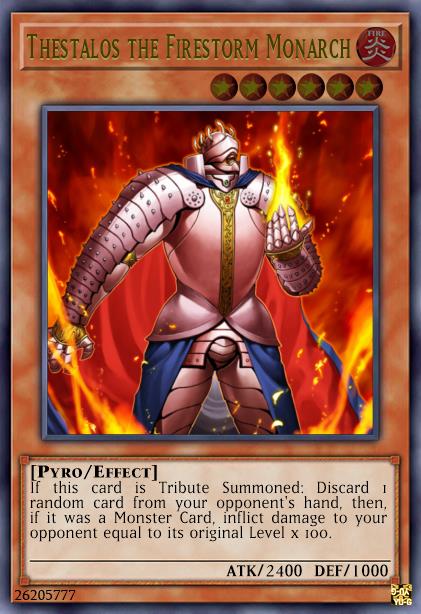 Thestalos the Firestorm Monarch
FIRE
炎
[Pyro/Effect]
If this card is Tribute Summoned: Discard 1
random card from your opponent's hand, then,
if it was a Monster Card, inflict damage to your
opponent equal to its original Level x 100.
ATK/2400 DEF/1000
26205777